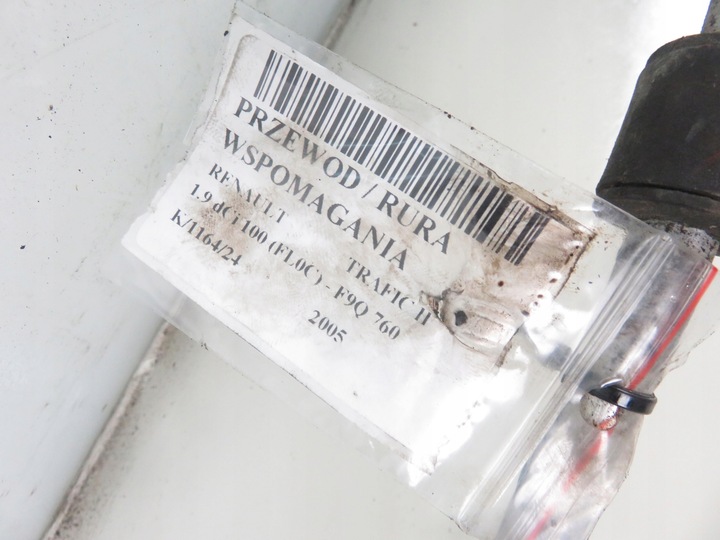 PRZEWOD / RURA
WSPOMAGANIA
RENAULT TRAFIC II
1.9 dCi 100 (FL0C) - F9Q 760
K/1164/24 2005